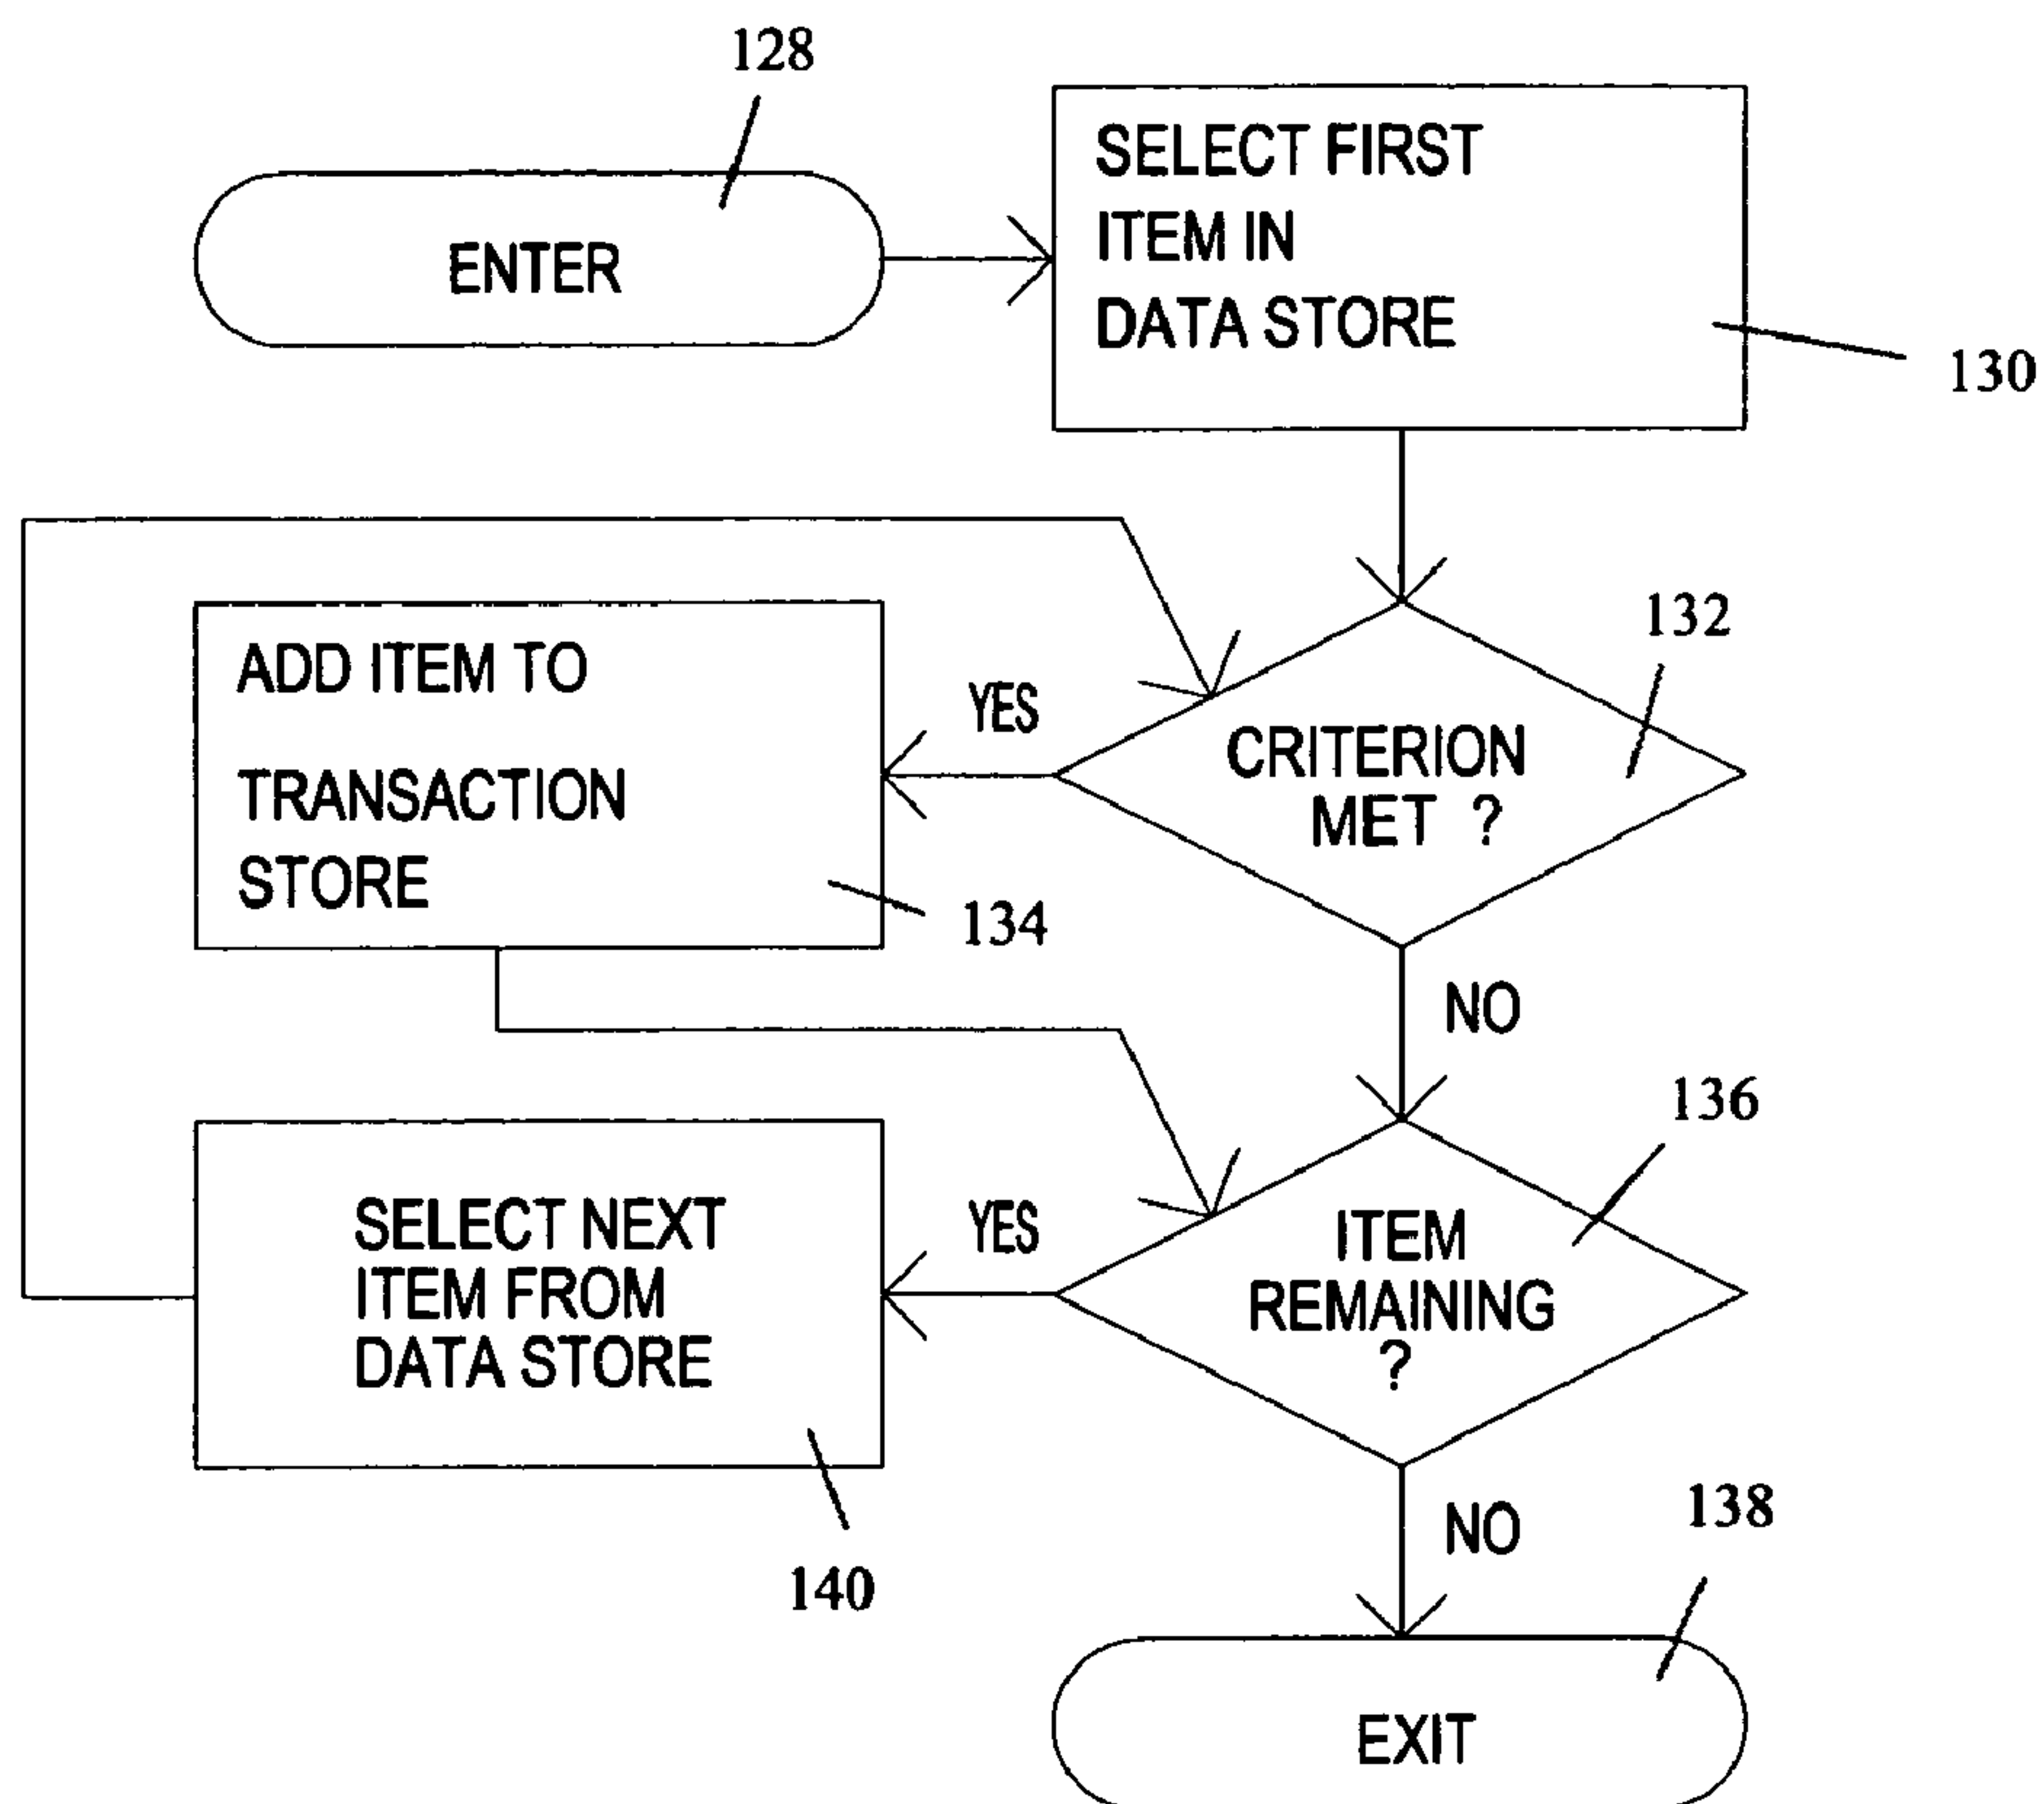 128
ENTER
SELECT FIRST
ITEM IN
DATA STORE
130
132
CRITERION
MET ?
YES
ADD ITEM TO
TRANSACTION
STORE
134
NO
136
ITEM
REMAINING
?
YES
SELECT NEXT
ITEM FROM
DATA STORE
140
NO
138
EXIT